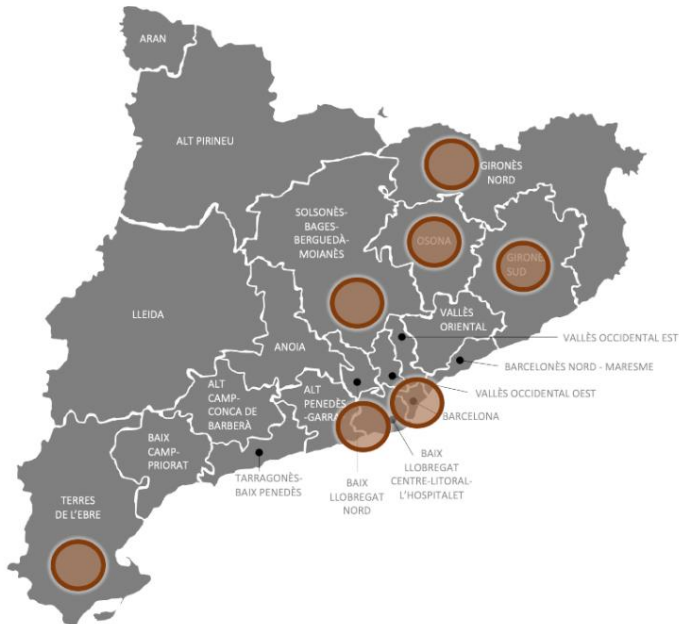 ARAN
ALT PIRINEU
GIRONÈS
NORD
SOLSONÈS-
BAGES-
BERGUEDÀ-
MOIANÈS
OSONA
GIRONÈ
SUD
LLEIDA
VALLÈS
ORIENTAL
VALLÈS OCCIDENTAL EST
ANOIA
BARCELONÈS NORD - MARESME
ALT
CAMP-
CONCA DE
BARBERÀ
ALT
PENEDÈS
-GARRA
VALLÈS OCCIDENTAL OEST
BARCELONA
BAIX
CAMP-
PRIORAT
TARRAGONÈS-
BAIX PENEDÈS
BAIX
LLOBREGAT
NORD
BAIX
LLOBREGAT
CENTRE-LITORAL-
L'HOSPITALET
TERRES
DE L'EBRE